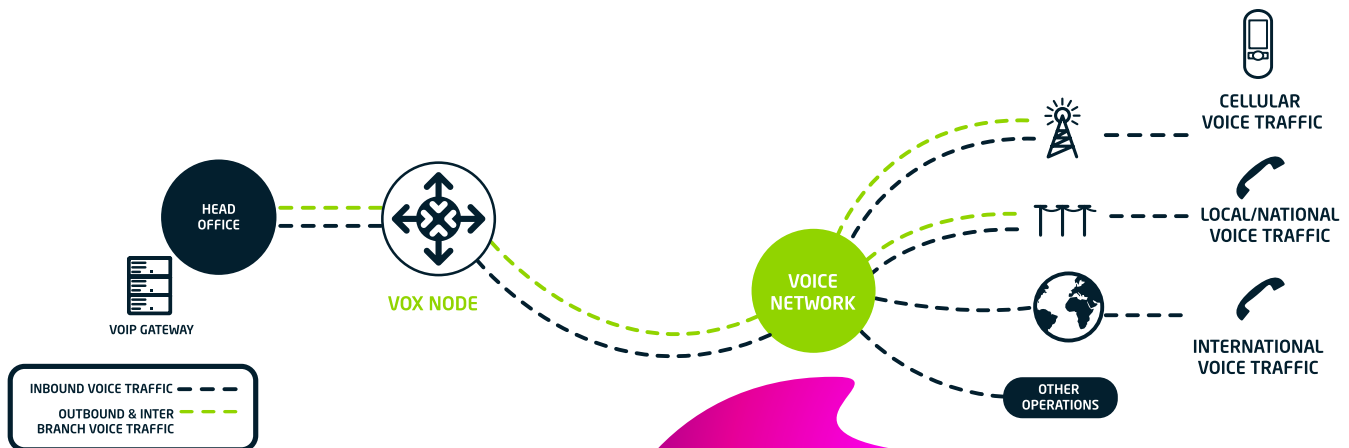 CELLULAR
VOICE TRAFFIC
HEAD
OFFICE
LOCAL/NATIONAL
VOICE TRAFFIC
VOICE
NETWORK
VOX NODE
VOIP GATEWAY
INTERNATIONAL
VOICE TRAFFIC
INBOUND VOICE TRAFFIC
OUTBOUND & INTER
BRANCH VOICE TRAFFIC
OTHER
OPERATIONS